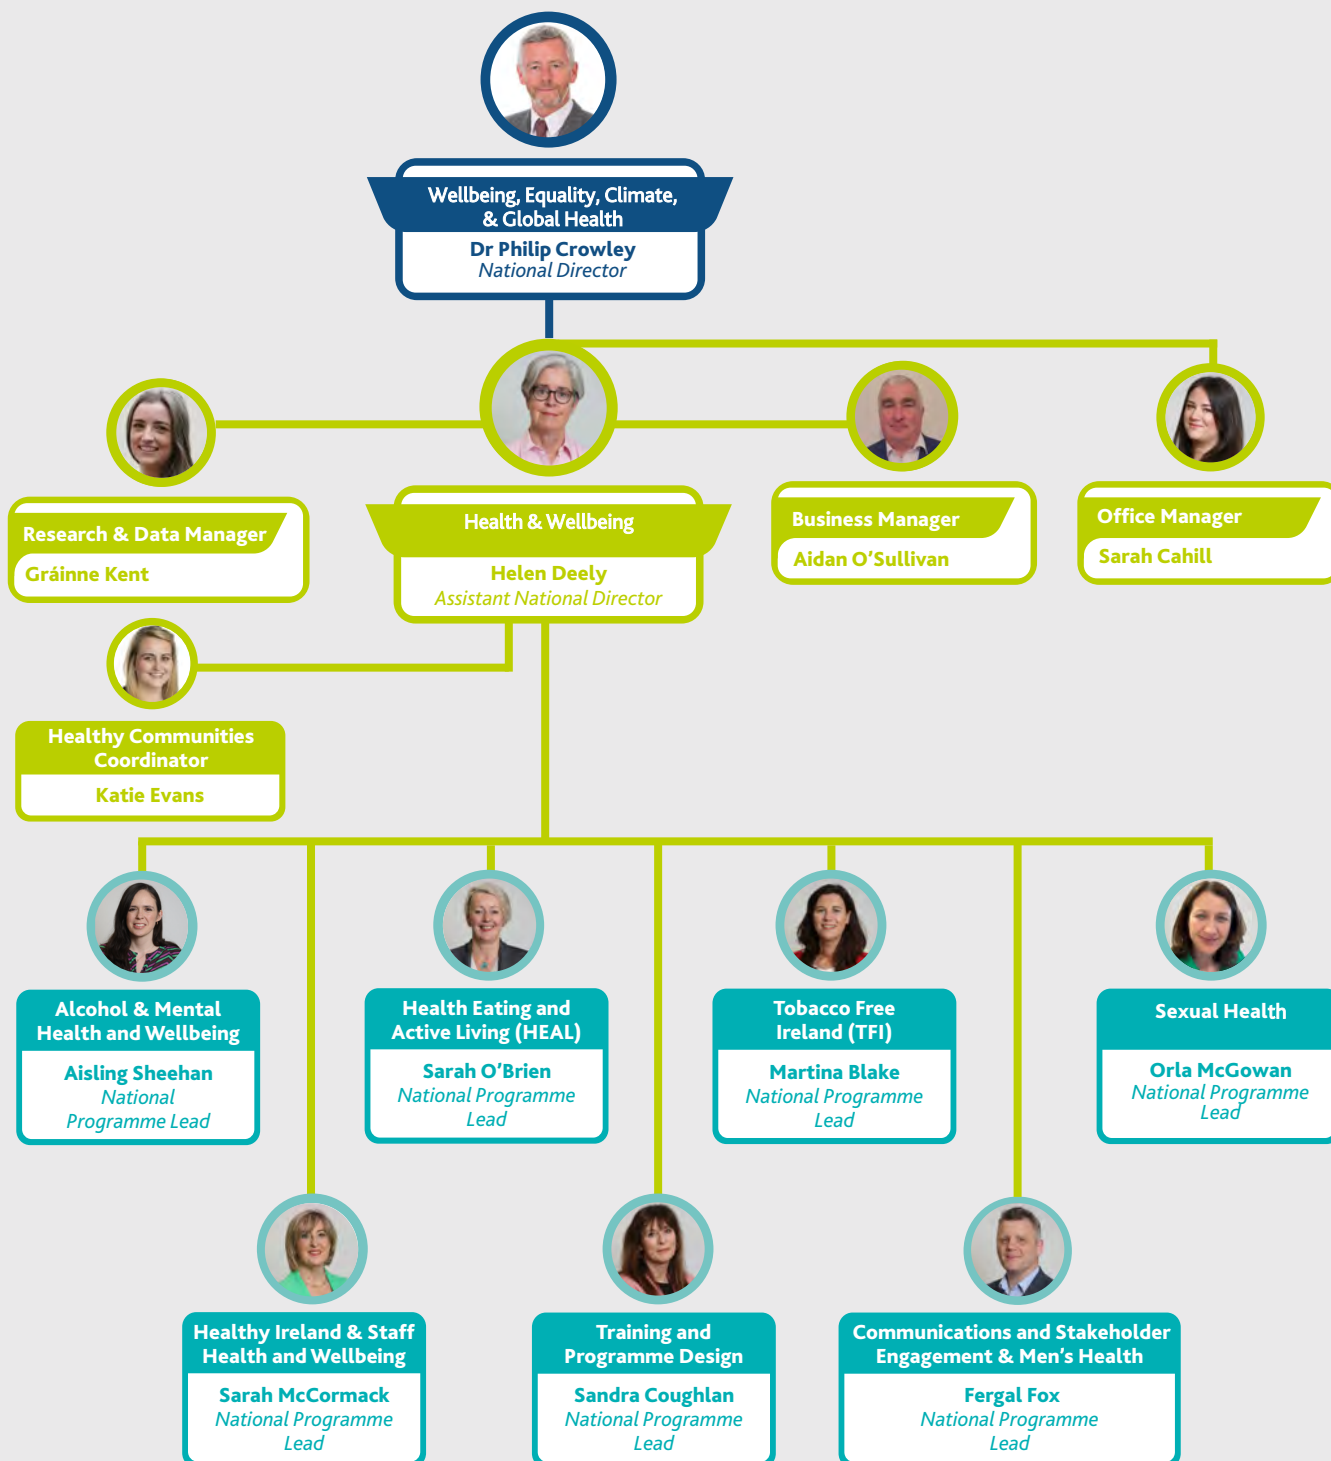 Wellbeing, Equality, Climate,
& Global Health
Dr Philip Crowley
National Director
Research & Data Manager
Gráinne Kent
Health & Wellbeing
Helen Deely
Assistant National Director
Business Manager
Aidan O'Sullivan
Office Manager
Sarah Cahill
Healthy Communities
Coordinator
Katie Evans
Alcohol & Mental
Health and Wellbeing
Aisling Sheehan
National
Programme Lead
Health Eating and
Active Living (HEAL)
Sarah O'Brien
National Programme
Lead
Tobacco Free
Ireland (TFI)
Martina Blake
National Programme
Lead
Sexual Health
Orla McGowan
National Programme
Lead
Healthy Ireland & Staff
Health and Wellbeing
Sarah McCormack
National Programme
Lead
Training and
Programme Design
Sandra Coughlan
National Programme
Lead
Communications and Stakeholder
Engagement & Men's Health
Fergal Fox
National Programme
Lead